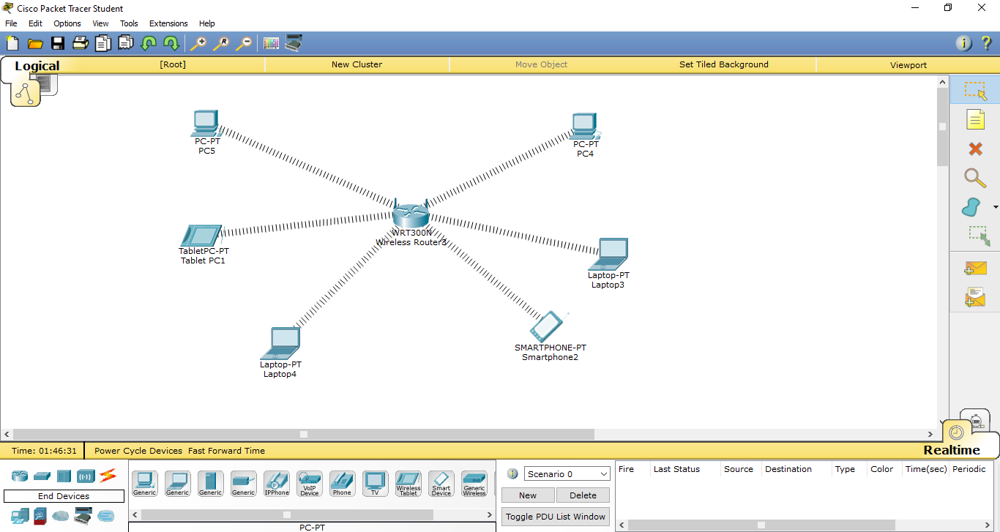 Cisco Packet Tracer Student
File Edit Options View Tools Extensions Help
Logical [Root] New Cluster Move Object Set Tiled Background Viewport
PC-PT
PC5
PC-PT
PC4
WRT300N
Wireless Router3
TabletPC-PT
Tablet PC1
Laptop-PT
Laptop3
SMARTPHONE-PT
Smartphone2
Laptop-PT
Laptop4
Time: 01:46:31 Power Cycle Devices Fast Forward Time
Realtime
End Devices
Generic Generic Generic Generic IPPhone VoIP Device Phone TV Wireless Tablet Smart Device Generic Wireless
PC-PT
Scenario 0
New Delete
Toggle PDU List Window
Fire Last Status Source Destination Type Color Time(sec) Periodic